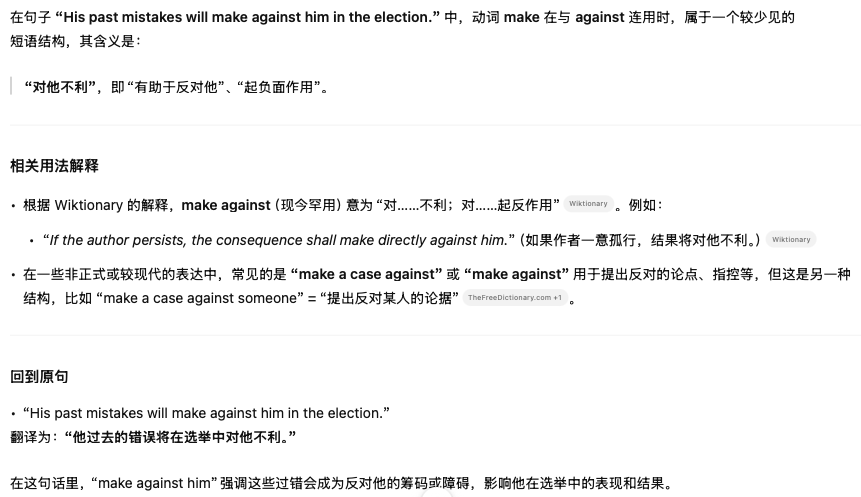 在句子 “His past mistakes will make against him in the election.” 中，动词 make 在与 against 连用时，属于一个较少见的
短语结构，其含义是：
“对他不利”，即“有助于反对他”、“起负面作用”。
相关用法解释
• 根据 Wiktionary 的解释，make against（现今罕用）意为 “对……不利；对……起反作用” Wiktionary 。例如：
• “If the author persists, the consequence shall make directly against him.”（如果作者一意孤行，结果将对他不利。） Wiktionary
• 在一些非正式或较现代的表达中，常见的是 “make a case against” 或 “make against” 用于提出反对的论点、指控等，但这是另一种
结构，比如 “make a case against someone” = “提出反对某人的论据” TheFreeDictionary.com +1 。
回到原句
• “His past mistakes will make against him in the election.”
翻译为：“他过去的错误将在选举中对他不利。”
在这句话里，“make against him” 强调这些过错会成为反对他的筹码或障碍，影响他在选举中的表现和结果。